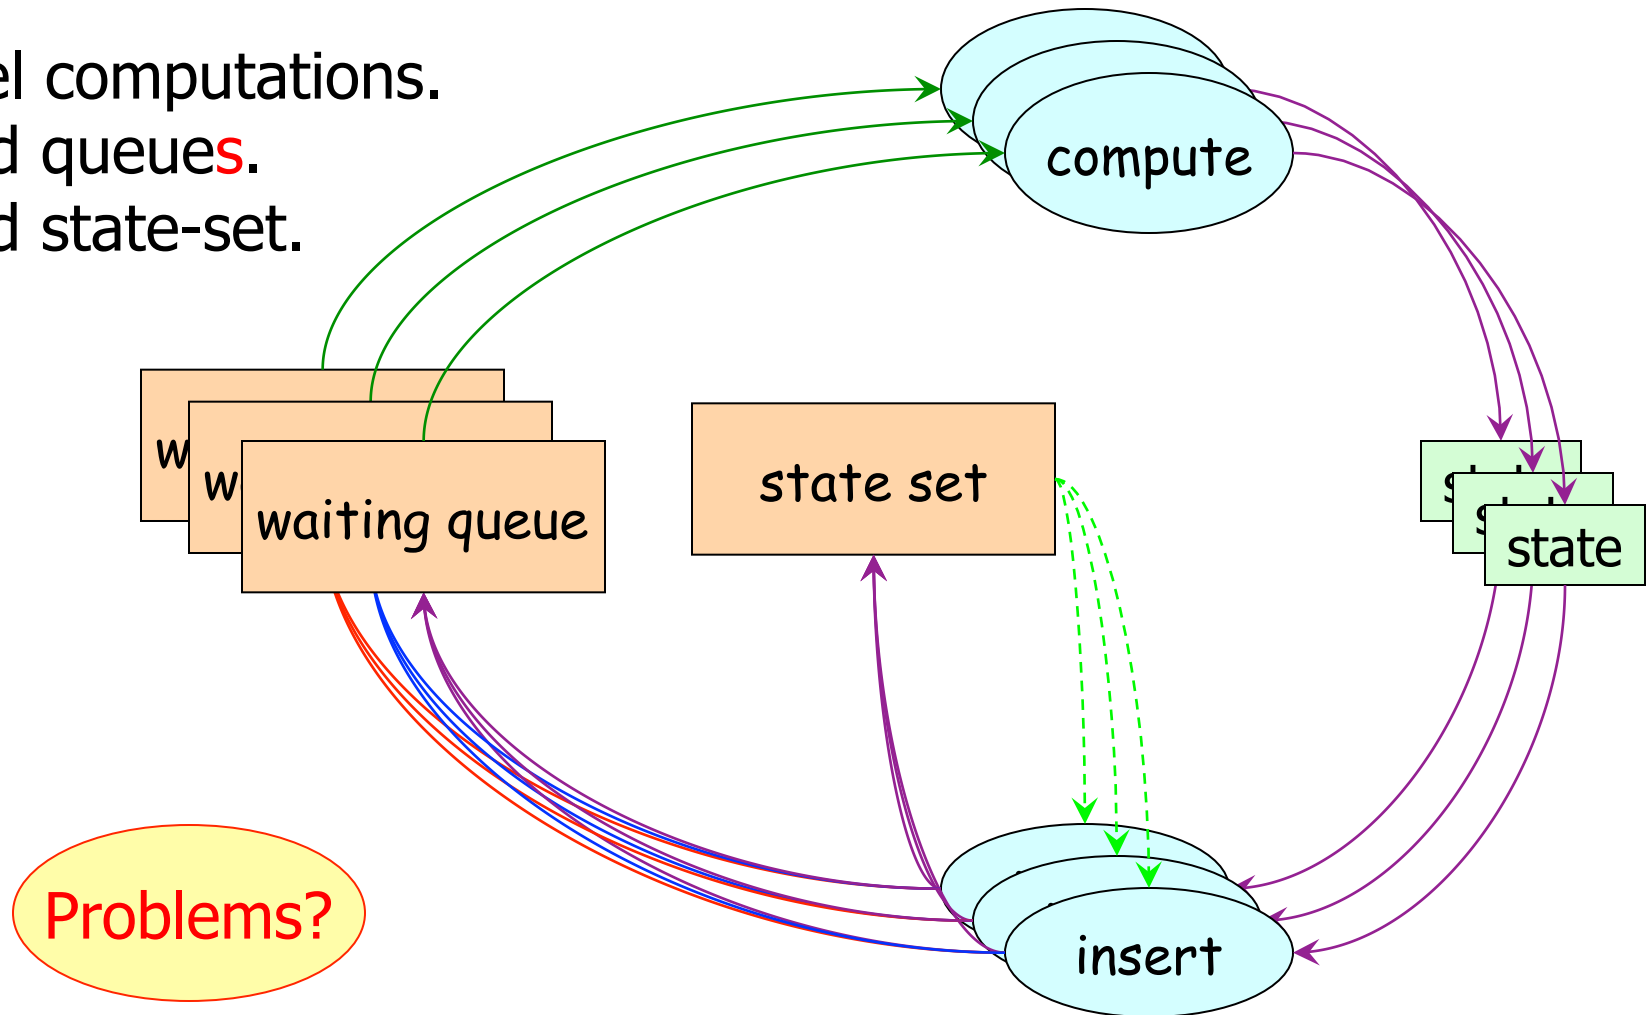 el computations.
d queues.
d state-set.
compute
state set
waiting queue
state
insert
Problems?